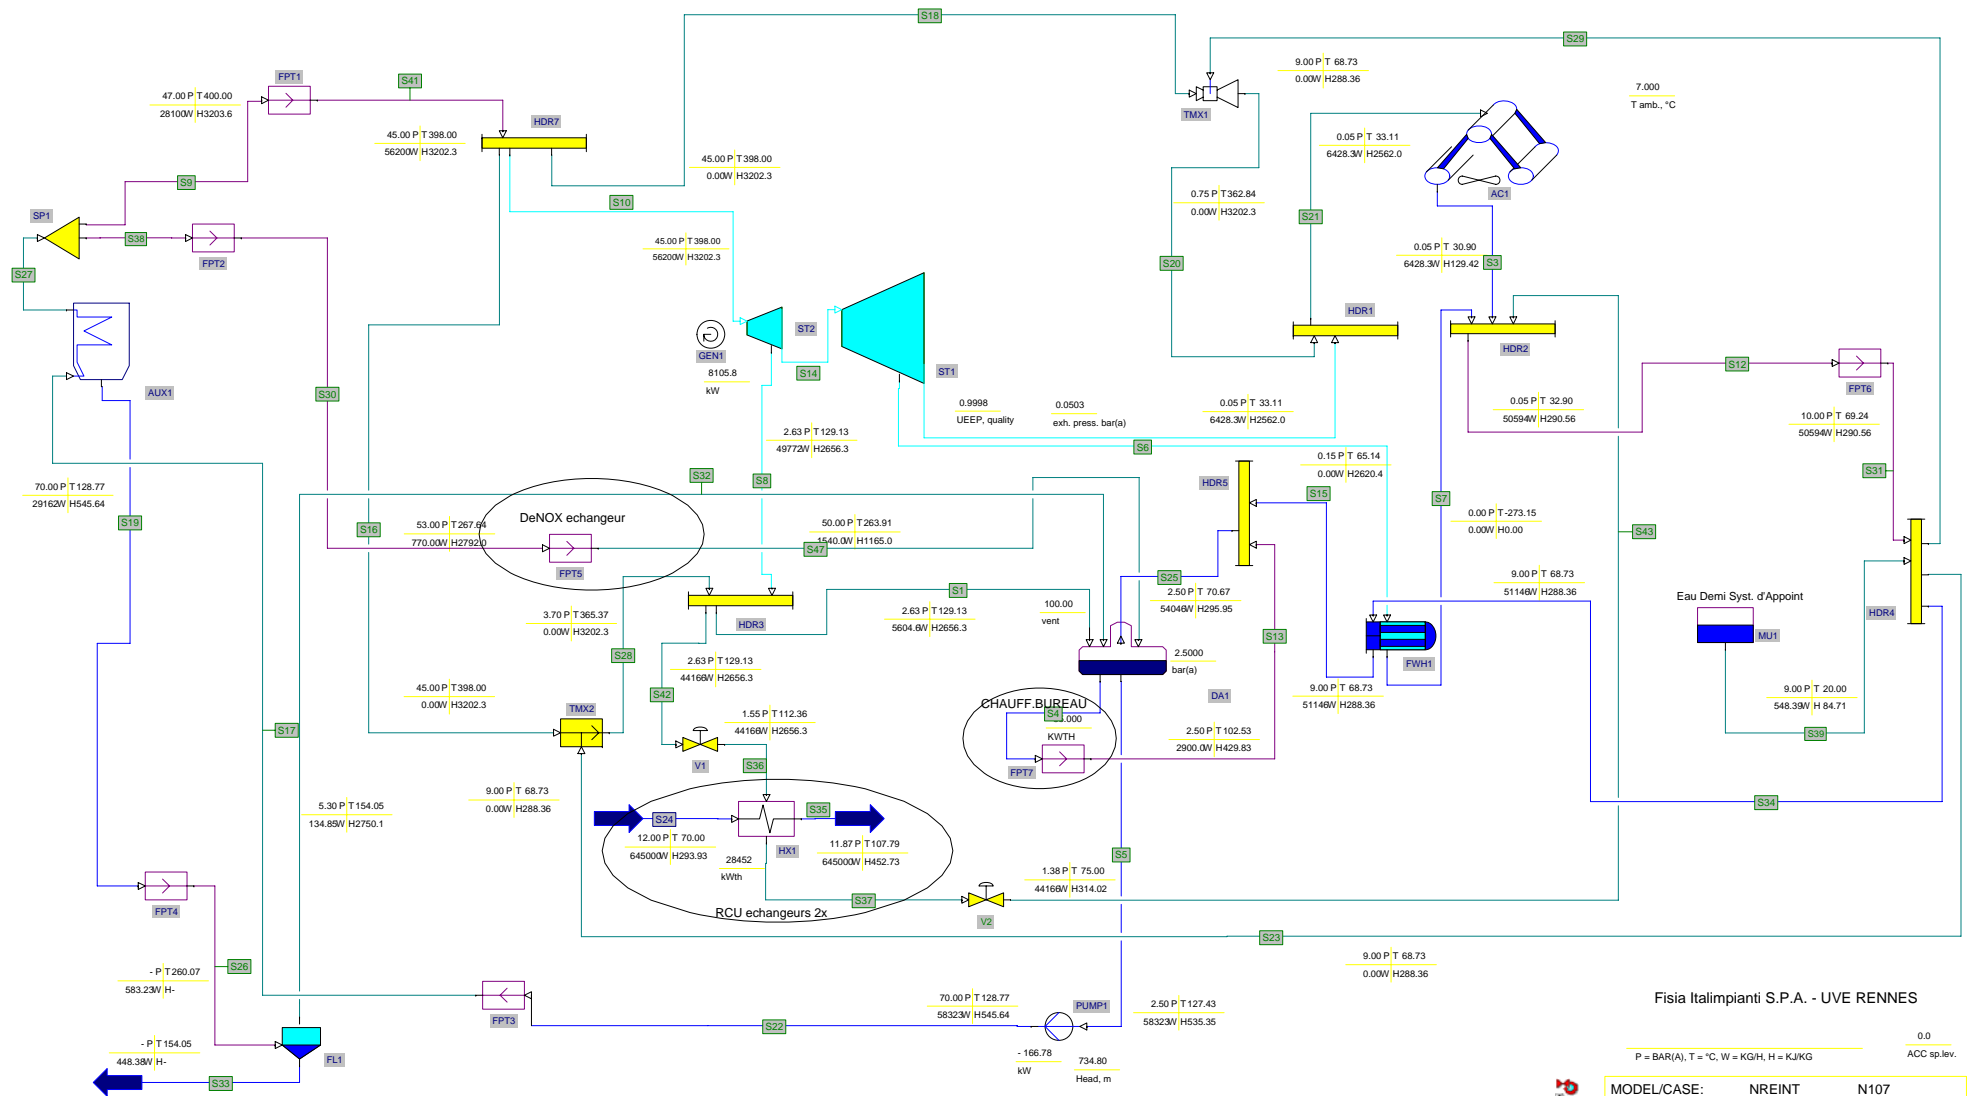 S18
S29
9.00 P T 68.73
0.00W H288.36
7.000
T amb., °C
FPT1
S41
47.00 P T 400.00
28100W H3203.6
HDR7
45.00 P T 398.00
56200W H3202.3
TMX1
0.05 P T 33.11
6428.3W H2562.0
AC1
45.00 P T 398.00
0.00W H3202.3
S9
S10
0.75 P T 362.84
0.00W H3202.3
S21
SP1
S38
FPT2
S27
45.00 P T 398.00
56200W H3202.3
0.05 P T 30.90
6428.3W H129.42
S3
S20
HDR1
HDR2
ST2
GEN1
8105.8
kW
S14
ST1
S12
FPT6
AUX1
S30
0.9998
UEEP, quality
0.0503
exh. press. bar(a)
0.05 P T 33.11
6428.3W H2562.0
0.05 P T 32.90
50594W H290.56
10.00 P T 69.24
50594W H290.56
2.63 P T 129.13
49772W H2656.3
S6
S32
S8
HDR5
0.15 P T 65.14
0.00W H2620.4
S15
S7
S31
70.00 P T 128.77
29162W H545.64
S19
S16
DeNOX echangeur
53.00 P T 267.64
770.00W H2792.0
50.00 P T 263.91
1540.0W H1165.0
S47
FPT5
0.00 P T -273.15
0.00W H0.00
S43
S25
2.50 P T 70.67
54046W H295.95
9.00 P T 68.73
51146W H288.36
Eau Demi Syst. d'Appoint
MU1
HDR4
3.70 P T 365.37
0.00W H3202.3
HDR3
S1
2.63 P T 129.13
5604.6W H2656.3
100.00
vent
S13
S28
2.5000
bar(a)
FWH1
2.63 P T 129.13
44166W H2656.3
S42
DA1
45.00 P T 398.00
0.00W H3202.3
TMX2
CHAUFF.BUREAU
S4
KWTH
FPT7
9.00 P T 68.73
51146W H288.36
9.00 P T 20.00
548.39W H 84.71
S39
S17
1.55 P T 112.36
44166W H2656.3
2.50 P T 102.53
2900.0W H429.83
V1
S36
9.00 P T 68.73
0.00W H288.36
5.30 P T 154.05
134.85W H2750.1
S34
S24
S35
12.00 P T 70.00
645000W H293.93
HX1
11.87 P T 107.79
645000W H452.73
28452
kWth
S5
1.38 P T 75.00
44166W H314.02
S37
V2
RCU echangeurs 2x
FPT4
S23
S26
- P T 260.07
583.23W H-
9.00 P T 68.73
0.00W H288.36
FPT3
70.00 P T 128.77
58323W H545.64
S22
PUMP1
2.50 P T 127.43
58323W H535.35
Fisia Italimpianti S.P.A. - UVE RENNES
- P T 154.05
448.38W H-
FL1
- 166.78
kW
734.80
Head, m
0.0
ACC sp.lev.
P = BAR(A), T = °C, W = KG/H, H = KJ/KG
S33
MODEL/CASE: NREINT N107